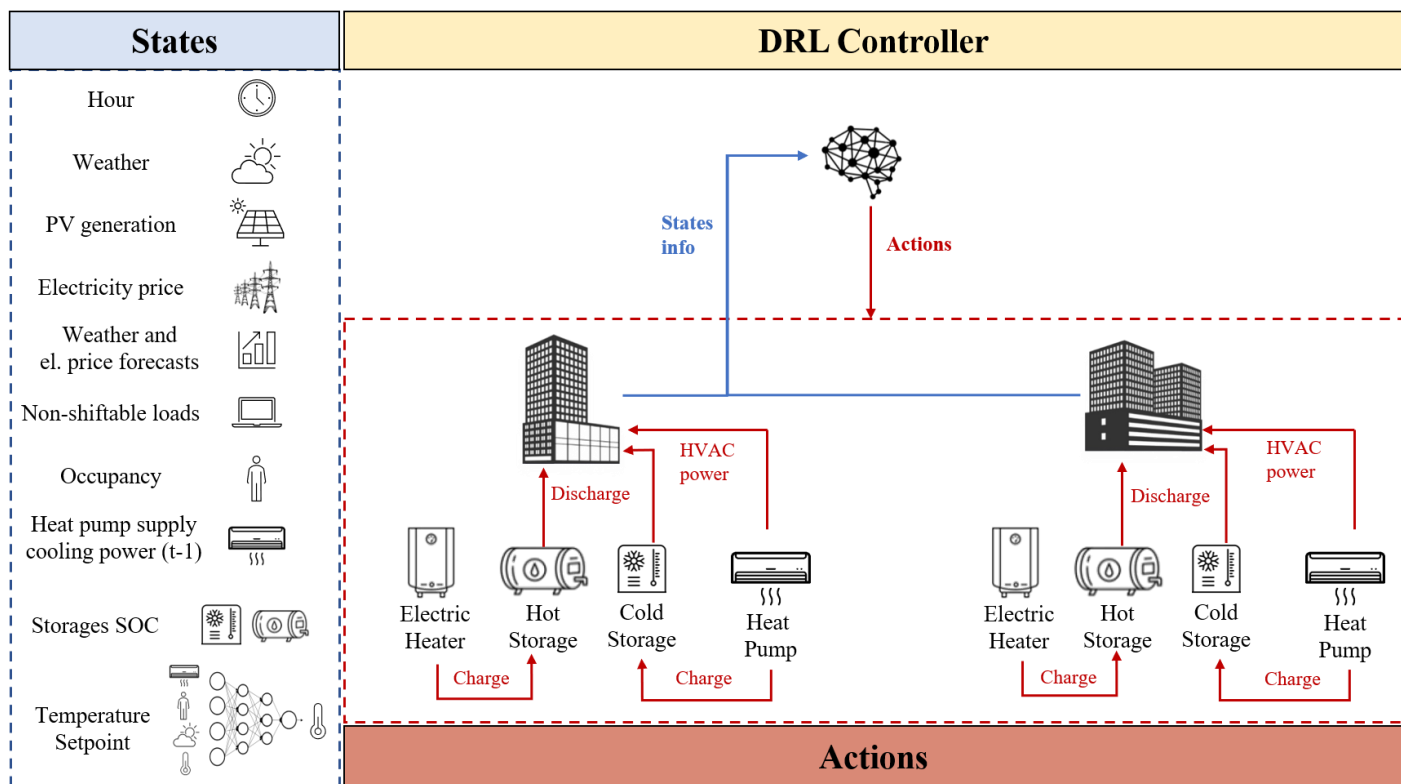 States
Hour
Weather
PV generation
Electricity price
Weather and
el. price forecasts
Non-shiftable loads
Occupancy
Heat pump supply
cooling power (t-1)
Storages SOC
Temperature
Setpoint
DRL Controller
States
info
Actions
HVAC
power
Discharge
Electric
Heater
Hot
Storage
Cold
Storage
Heat
Pump
Charge
Charge
HVAC
power
Discharge
Electric
Heater
Hot
Storage
Cold
Storage
Heat
Pump
Charge
Charge
Actions